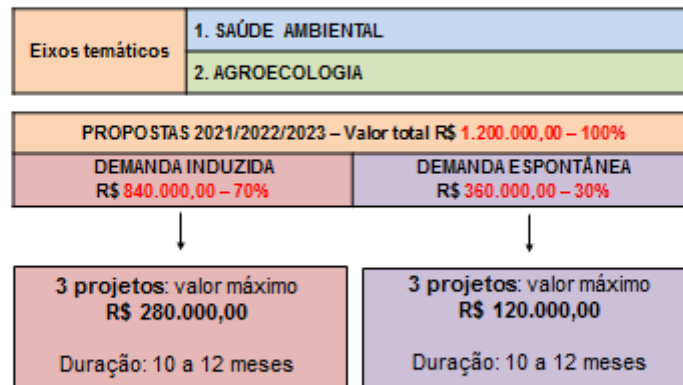 Eixos temáticos
1. SAÚDE AMBIENTAL
2. AGROECOLOGIA
PROPOSTAS 2021/2022/2023 – Valor total R$ 1.200.000,00 – 100%
DEMANDA INDUZIDA
R$ 840.000,00 – 70%
DEMANDA ESPONTÂNEA
R$ 360.000,00 – 30%
3 projetos: valor máximo
R$ 280.000,00
Duração: 10 a 12 meses
3 projetos: valor máximo
R$ 120.000,00
Duração: 10 a 12 meses